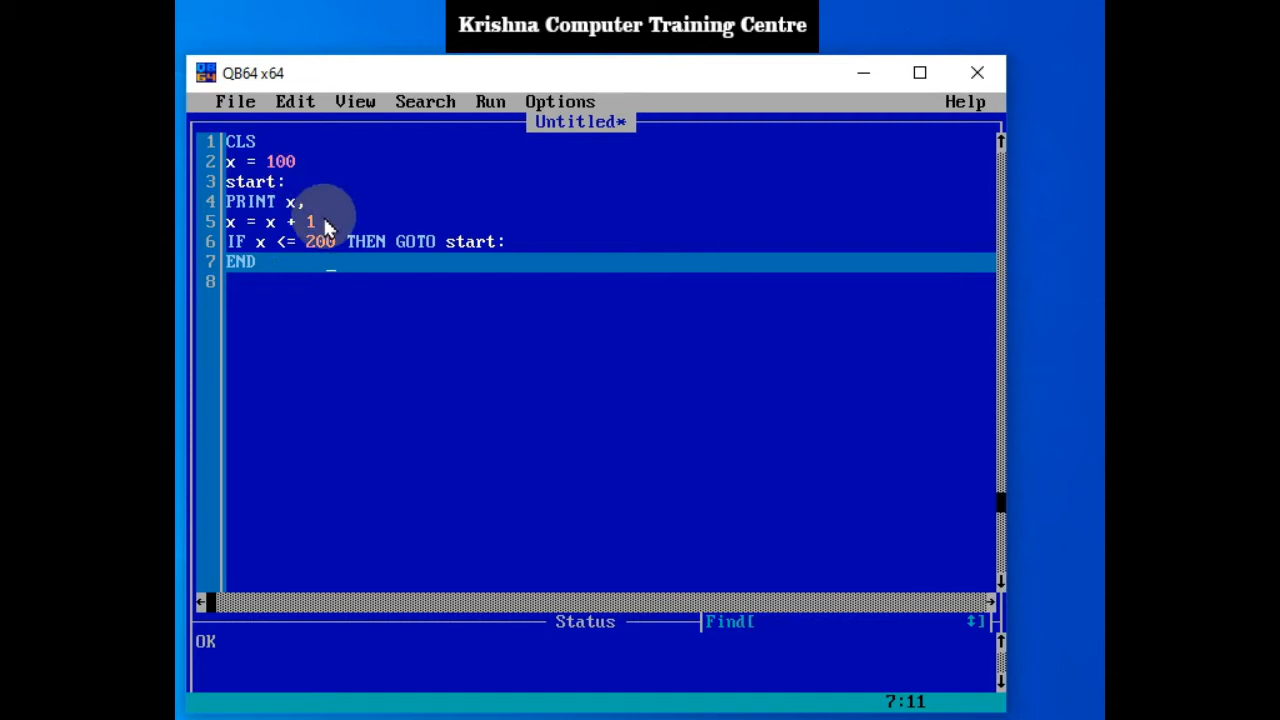 Krishna Computer Training Centre
QB64 x64
File Edit View Search Run Options Help
Untitled*
1 CLS
2 x = 100
3 start:
4 PRINT x,
5 x = x + 1
6 IF x <= 200 THEN GOTO start:
7 END _
8
Status Find[ ]
OK
7:11